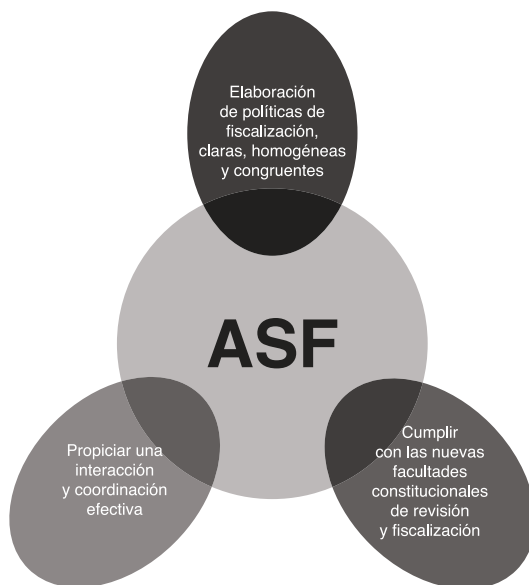 Elaboración
de políticas de
fiscalización,
claras, homogéneas
y congruentes
ASF
Propiciar una
interacción
y coordinación
efectiva
Cumplir
con las nuevas
facultades
constitucionales
de revisión
y fiscalización